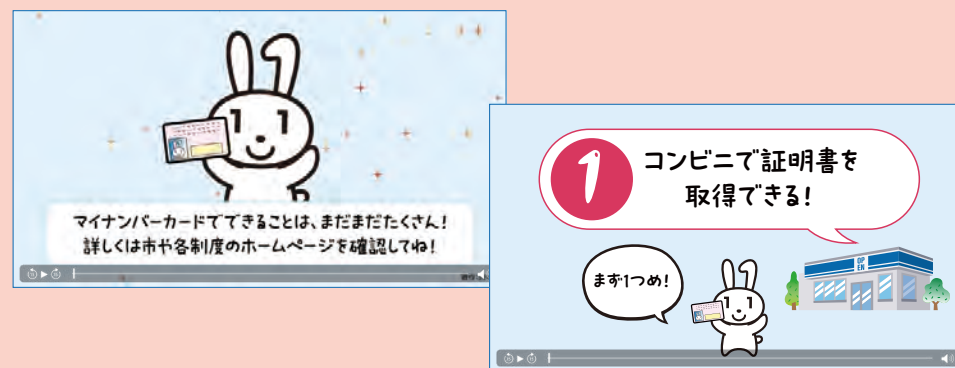 マイナンバーカードでできることは、まだまだたくさん!
詳しくは市や各制度のホームページを確認してね!
1
コンビニで証明書を
取得できる!
まず1つめ!
OP
EN